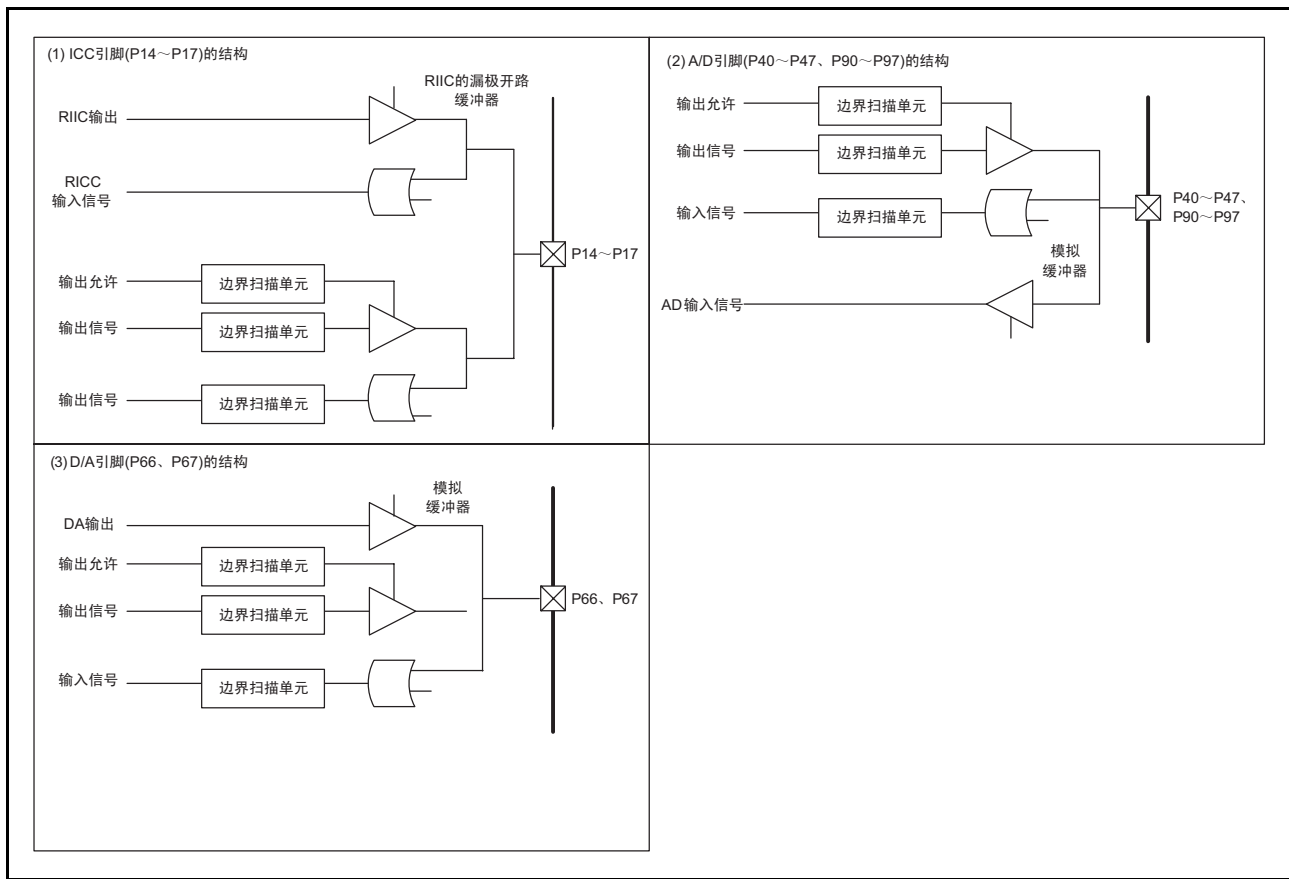 (1) ICC引脚(P14～P17)的结构
RIIC的漏极开路
缓冲器
RIIC输出
RICC
输入信号
P14～P17
输出允许
边界扫描单元
输出信号
边界扫描单元
输出信号
边界扫描单元
(2) A/D引脚(P40～P47、P90～P97)的结构
输出允许
边界扫描单元
输出信号
边界扫描单元
输入信号
边界扫描单元
P40～P47、
P90～P97
模拟
缓冲器
AD输入信号
(3) D/A引脚(P66、P67)的结构
模拟
缓冲器
DA输出
输出允许
边界扫描单元
输出信号
边界扫描单元
P66、P67
输入信号
边界扫描单元